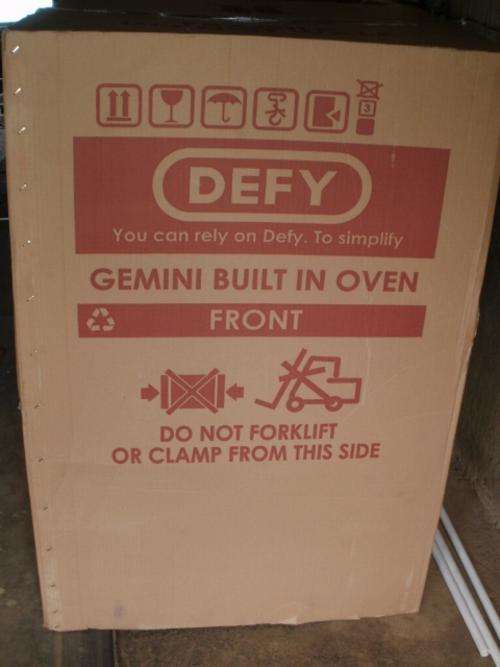 3
DEFY
You can rely on Defy. To simplify
GEMINI BUILT IN OVEN
FRONT
DO NOT FORKLIFT
OR CLAMP FROM THIS SIDE